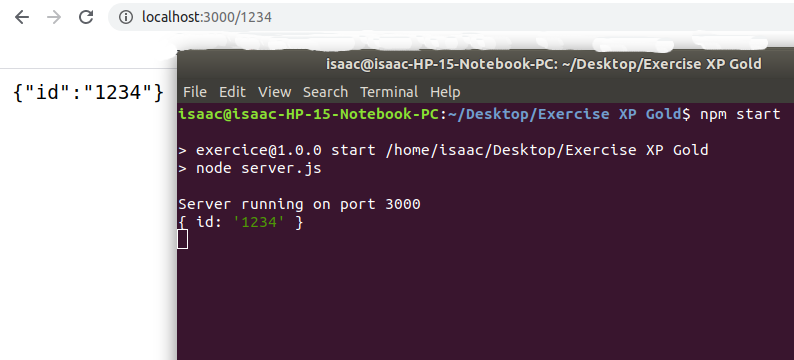 localhost:3000/1234
{"id":"1234"}
isaac@isaac-HP-15-Notebook-PC: ~/Desktop/Exercise XP Gold
File Edit View Search Terminal Help
isaac@isaac-HP-15-Notebook-PC:~/Desktop/Exercise XP Gold$ npm start
> exercice@1.0.0 start /home/isaac/Desktop/Exercise XP Gold
> node server.js
Server running on port 3000
{ id: '1234' }